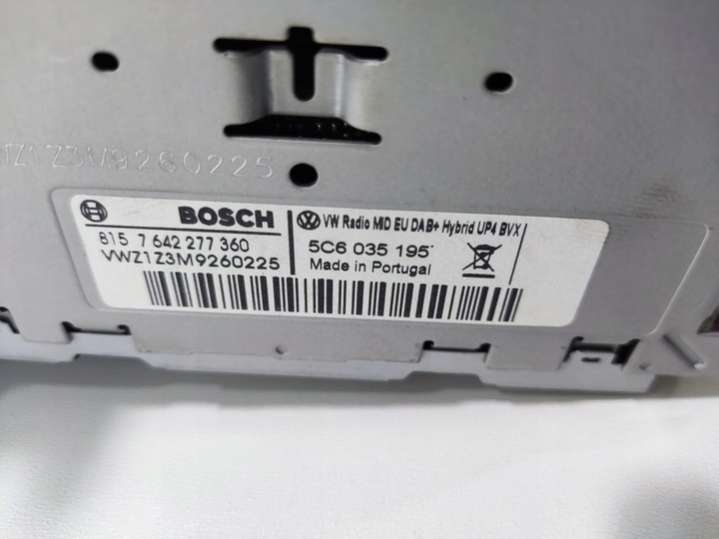 Z1Z3M9260225
BOSCH
815 7 642 277 360
VWZ1Z3M9260225
VW Radio MID EU DAB+ Hybrid UP4 BVX
5C6 035 195
Made in Portugal